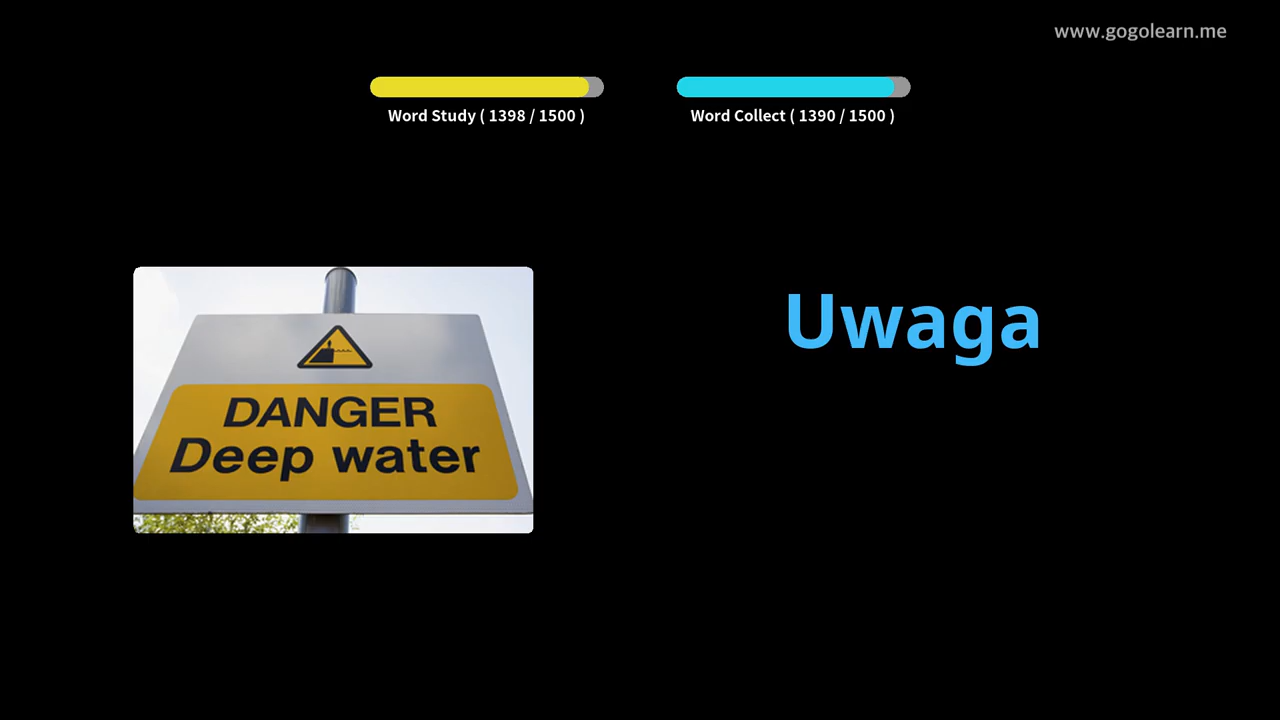 www.gogolearn.me
Word Study ( 1398 / 1500 )
Word Collect ( 1390 / 1500 )
DANGER
Deep water
Uwaga